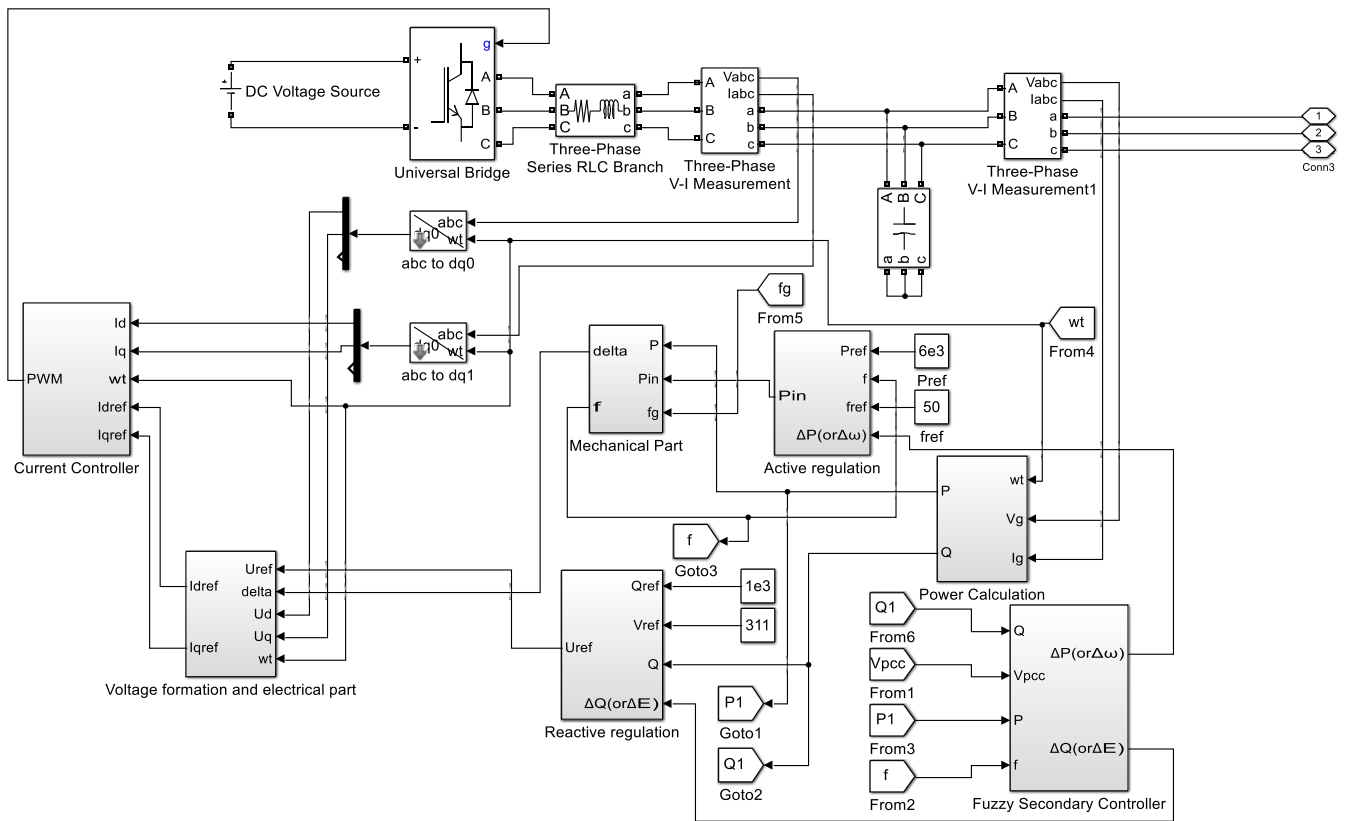 g
+
-
A
B
C
DC Voltage Source
Universal Bridge
A
B
C
a
b
c
Three-Phase
Series RLC Branch
A
B
C
Vabc
Iabc
a
b
c
Three-Phase
V-I Measurement
A
B
C
Vabc
Iabc
a
b
c
Three-Phase
V-I Measurement1
1
2
3
Conn3
A
B
C
a
b
c
abc
dq0
wt
abc to dq0
abc
dq0
wt
abc to dq1
PWM
Id
Iq
wt
Idref
Iqref
Current Controller
delta
f
P
Pin
fg
Mechanical Part
fg
From5
Pin
Pref
f
fref
ΔP(orΔω)
Active regulation
6e3
Pref
50
fref
wt
From4
P
Q
wt
Vg
Ig
Power Calculation
f
Goto3
Idref
Iqref
Uref
delta
Ud
Uq
wt
Voltage formation and electrical part
Uref
Qref
Vref
Q
ΔQ(orΔE)
Reactive regulation
1e3
311
P1
Goto1
Q1
Goto2
Q1
From6
Vpcc
From1
P1
From3
f
From2
Q
Vpcc
P
f
ΔP(orΔω)
ΔQ(orΔE)
Fuzzy Secondary Controller